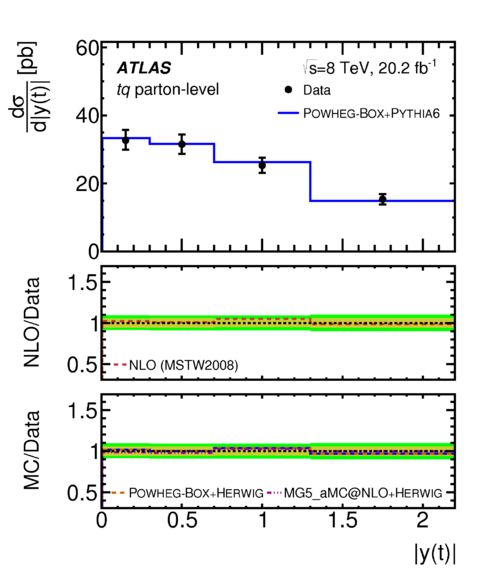 dσ
d|y(t)| [pb]
60
40
20
0
ATLAS
tq parton-level
√s=8 TeV, 20.2 fb⁻¹
Data
POWHEG-BOX+PYTHIA6
NLO/Data
1.5
1
0.5
NLO (MSTW2008)
MC/Data
1.5
1
0.5
POWHEG-BOX+HERWIG
MG5_aMC@NLO+HERWIG
0 0.5 1 1.5 2
|y(t)|